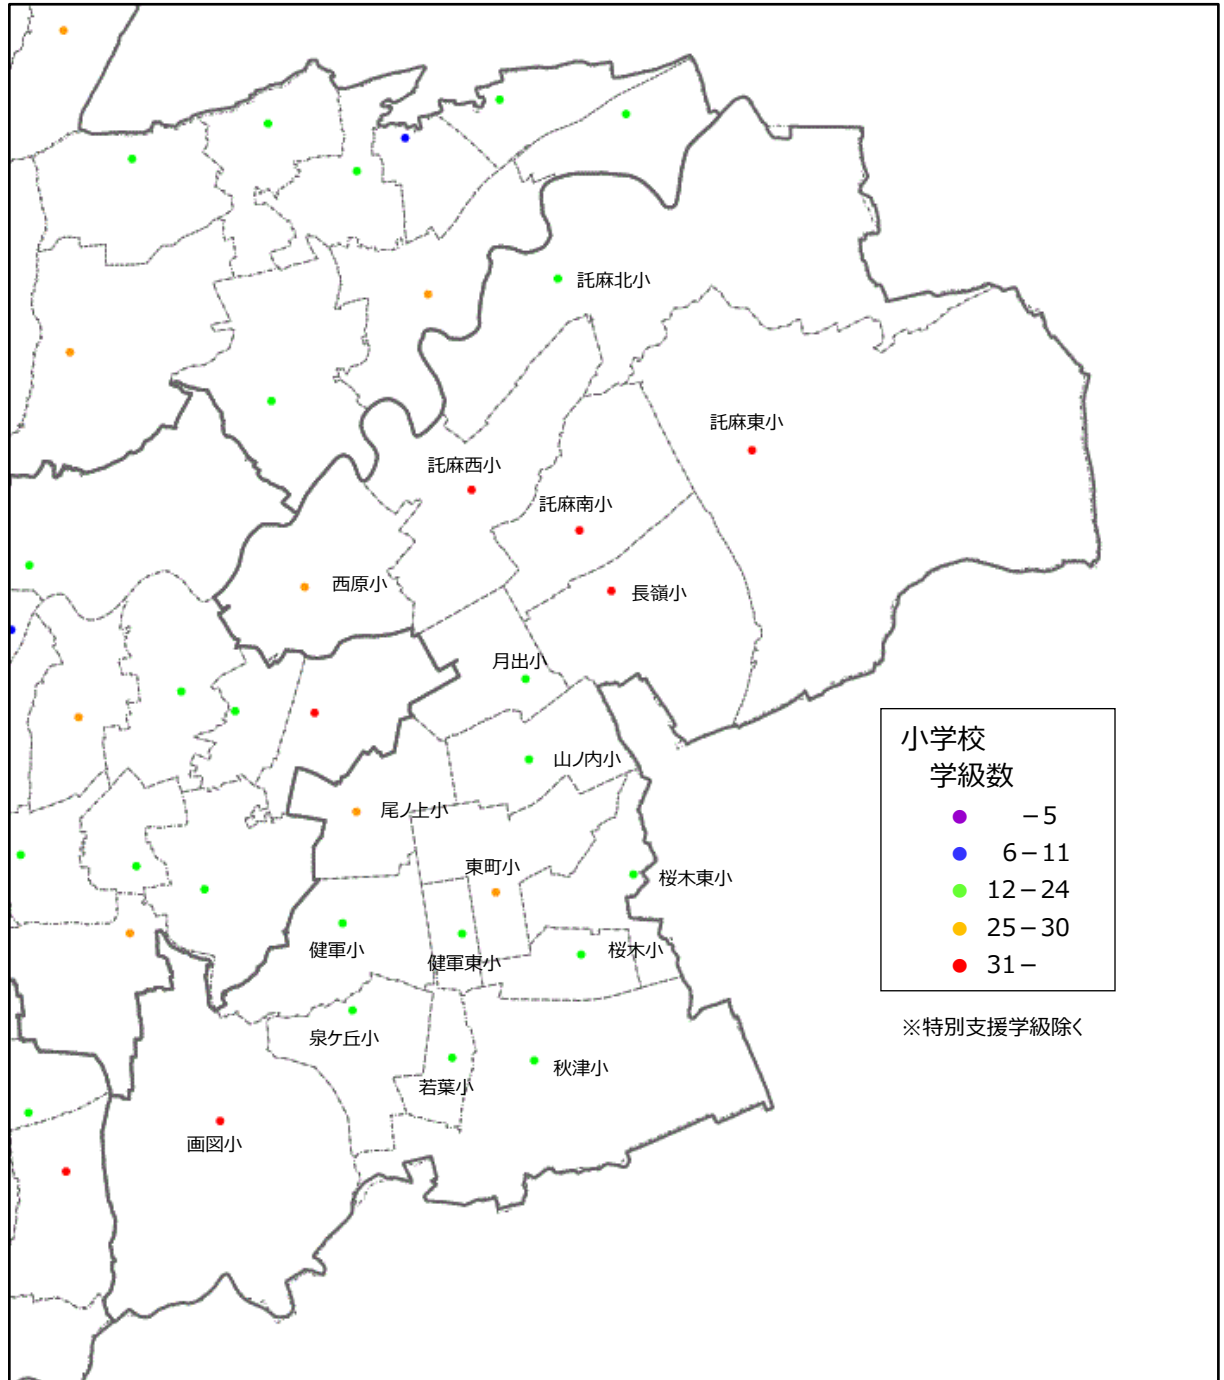 託麻北小
託麻東小
託麻西小
託麻南小
西原小
長嶺小
月出小
山ノ内小
尾ノ上小
東町小
桜木東小
健軍小
健軍東小
桜木小
泉ケ丘小
若葉小
秋津小
画図小
小学校
学級数
－5
6－11
12－24
25－30
31－
※特別支援学級除く